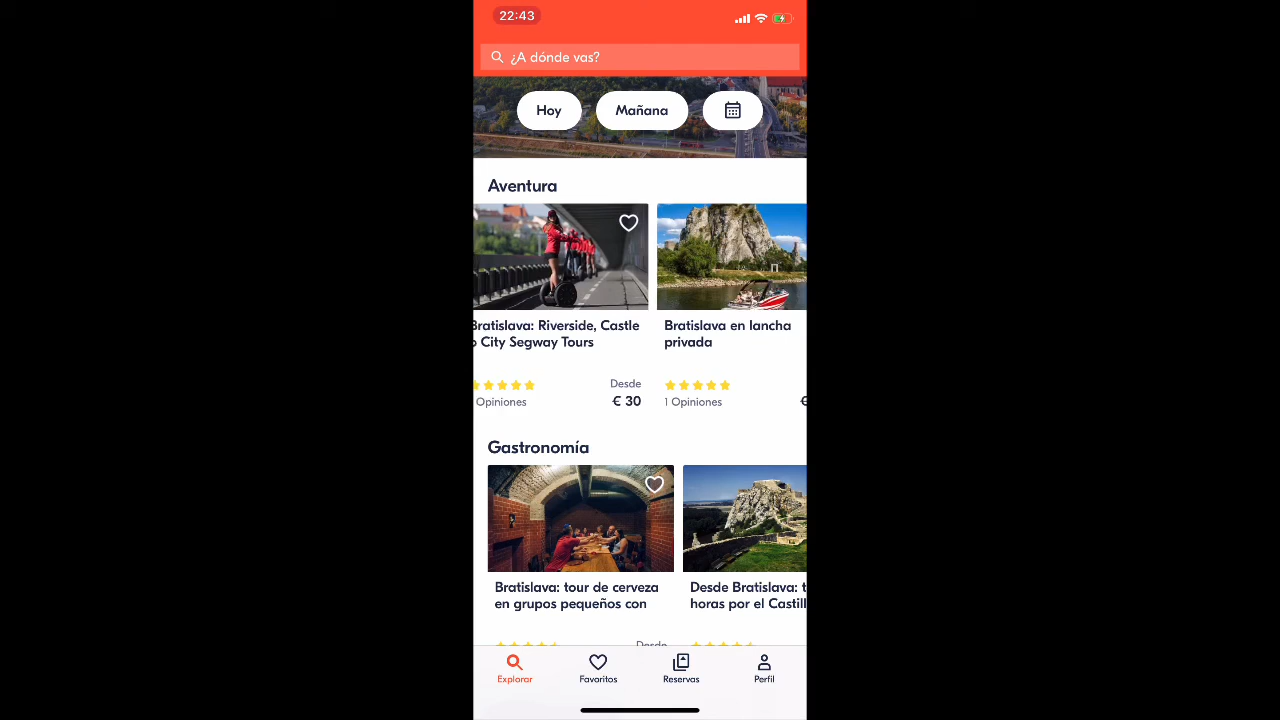 22:43
¿A dónde vas?
Hoy
Mañana
Aventura
Bratislava: Riverside, Castle
City Segway Tours
Opiniones
Desde
€ 30
Bratislava en lancha
privada
1 Opiniones
€
Gastronomía
Bratislava: tour de cerveza
en grupos pequeños con
Desde
Desde Bratislava: t
horas por el Castill
Explorar
Favoritos
Reservas
Perfil